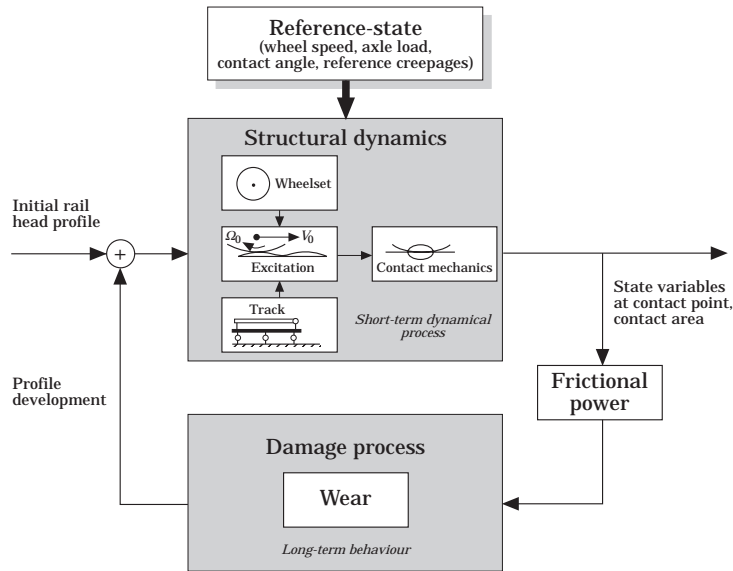 Reference-state
(wheel speed, axle load,
contact angle, reference creepages)
Structural dynamics
Wheelset
Initial rail
head profile
+
Ω₀
V₀
Excitation
Contact mechanics
Track
Short-term dynamical
process
State variables
at contact point,
contact area
Profile
development
Frictional
power
Damage process
Wear
Long-term behaviour